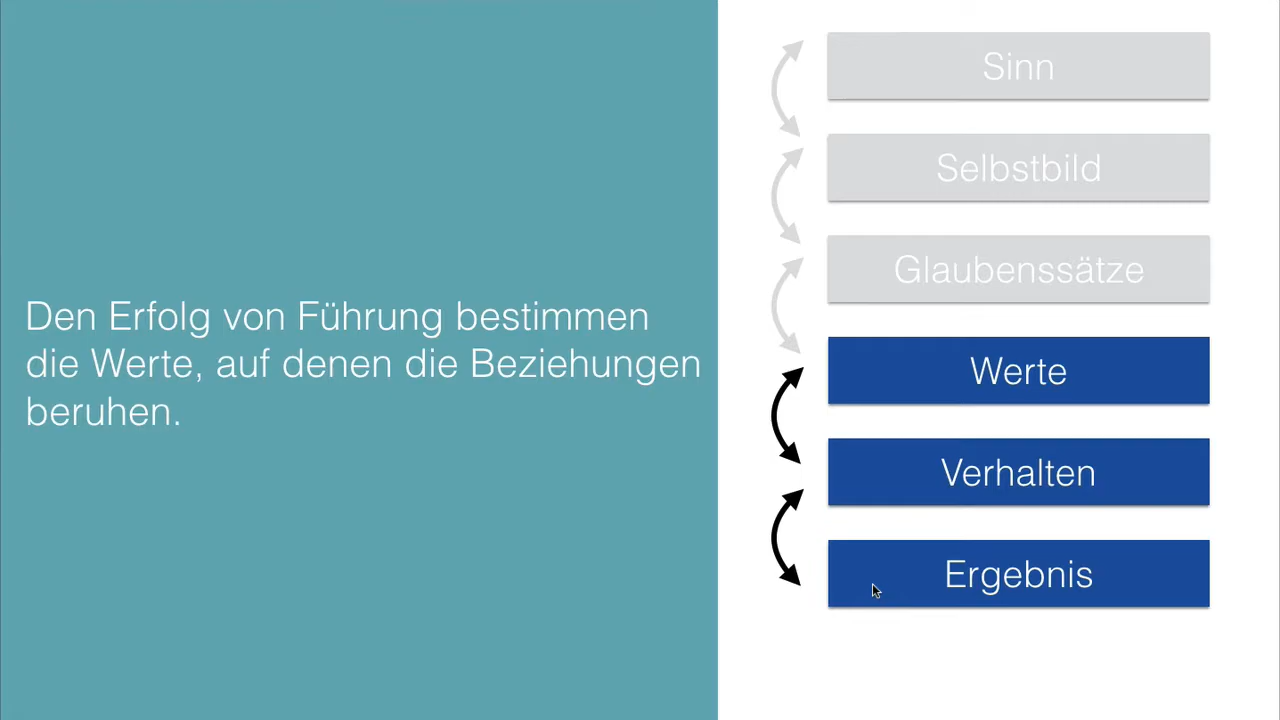 Den Erfolg von Führung bestimmen
die Werte, auf denen die Beziehungen
beruhen.
Sinn
Selbstbild
Glaubenssätze
Werte
Verhalten
Ergebnis